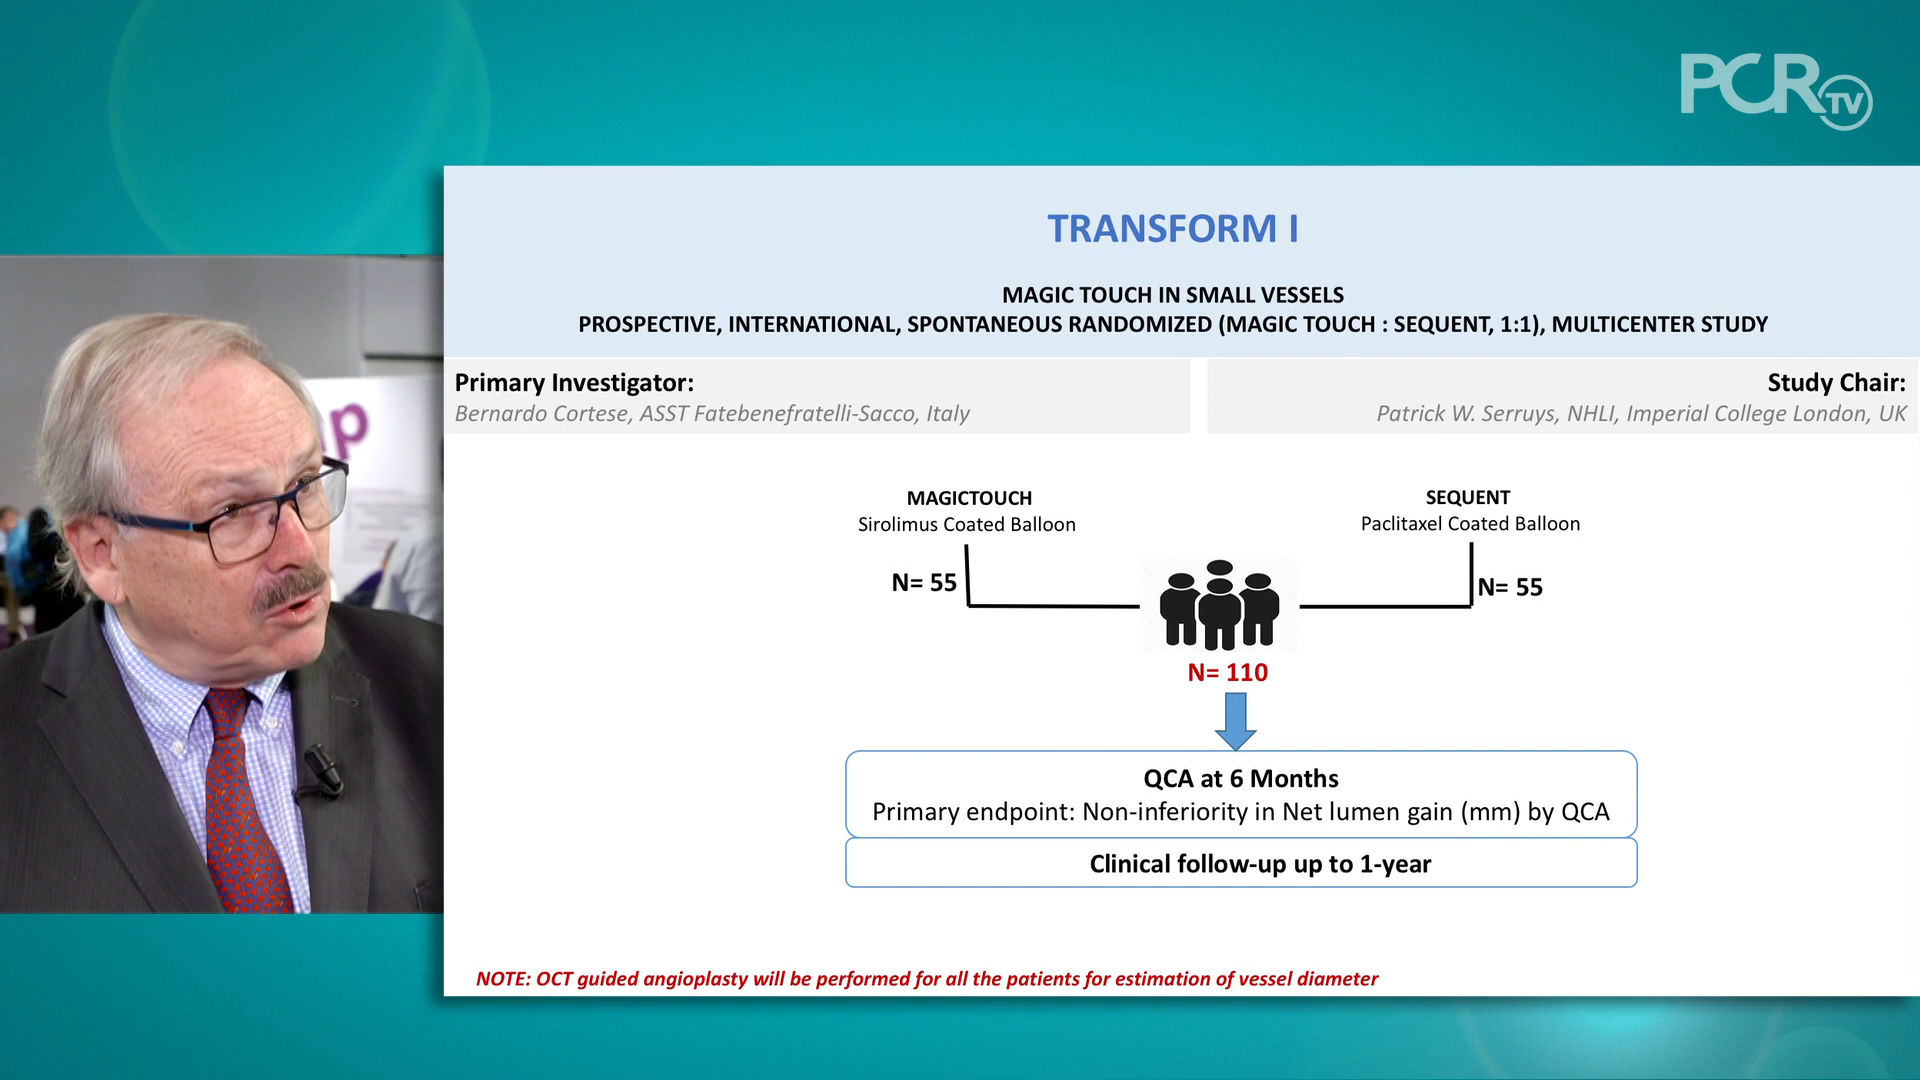 PCR TV
TRANSFORM I
MAGIC TOUCH IN SMALL VESSELS
PROSPECTIVE, INTERNATIONAL, SPONTANEOUS RANDOMIZED (MAGIC TOUCH : SEQUENT, 1:1), MULTICENTER STUDY
Primary Investigator:
Bernardo Cortese, ASST Fatebenefratelli-Sacco, Italy
Study Chair:
Patrick W. Serruys, NHLI, Imperial College London, UK
MAGICTOUCH
Sirolimus Coated Balloon
N= 55
SEQUENT
Paclitaxel Coated Balloon
N= 55
N= 110
QCA at 6 Months
Primary endpoint: Non-inferiority in Net lumen gain (mm) by QCA
Clinical follow-up up to 1-year
NOTE: OCT guided angioplasty will be performed for all the patients for estimation of vessel diameter